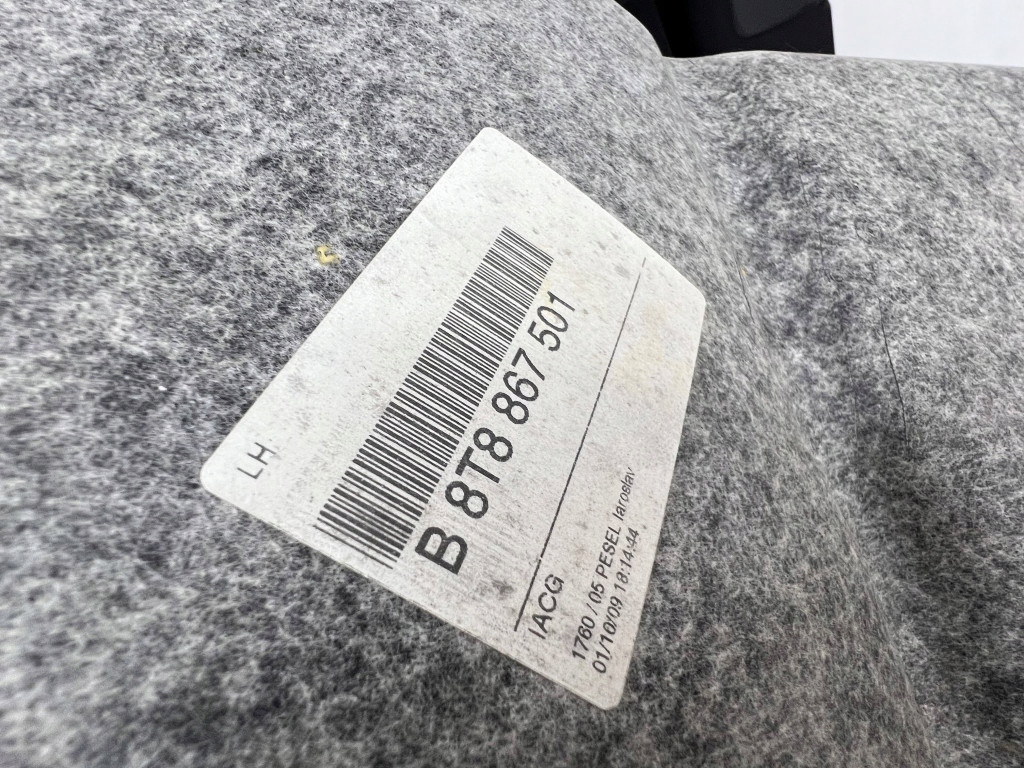 LH
B 8T8 867 501
IACG
1760 / 05 PESEL Iaroslav
01/10/09 18:14:44